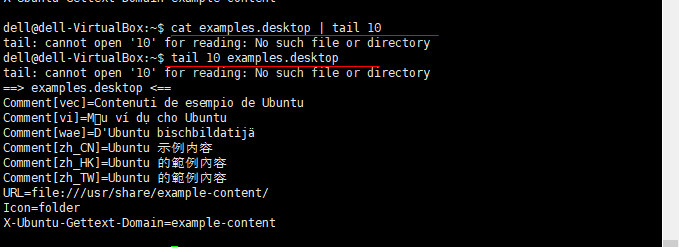 X-Ubuntu-Gettext-Domain=example-content
dell@dell-VirtualBox:~$ cat examples.desktop | tail 10
tail: cannot open '10' for reading: No such file or directory
dell@dell-VirtualBox:~$ tail 10 examples.desktop
tail: cannot open '10' for reading: No such file or directory
==> examples.desktop <==
Comment[vec]=Contenuti de esempio de Ubuntu
Comment[vi]=M▯u ví dụ cho Ubuntu
Comment[wae]=D'Ubuntu bischbildatijä
Comment[zh_CN]=Ubuntu 示例内容
Comment[zh_HK]=Ubuntu 的範例內容
Comment[zh_TW]=Ubuntu 的範例內容
URL=file:///usr/share/example-content/
Icon=folder
X-Ubuntu-Gettext-Domain=example-content